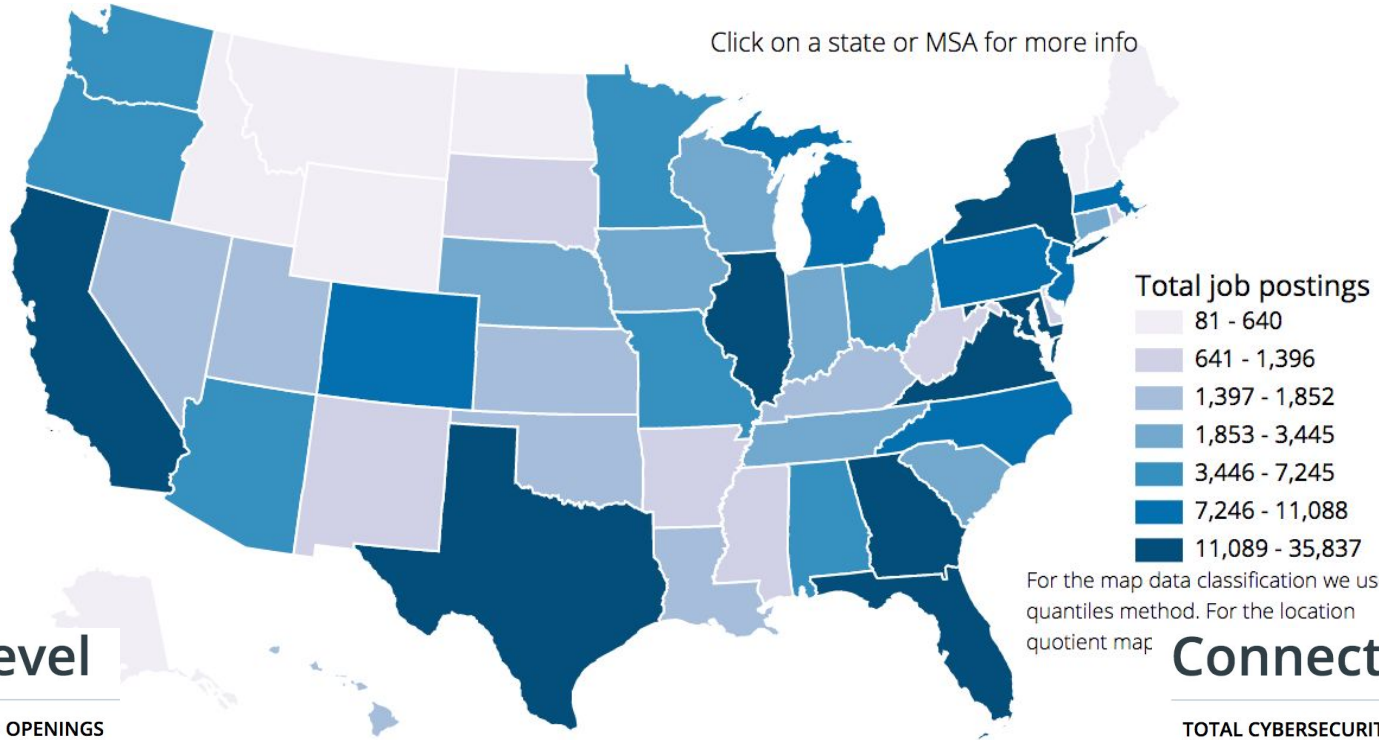 Click on a state or MSA for more info
Total job postings
81 - 640
641 - 1,396
1,397 - 1,852
1,853 - 3,445
3,446 - 7,245
7,246 - 11,088
11,089 - 35,837
For the map data classification we us
quantiles method. For the location
quotient map
evel
OPENINGS
Connect
TOTAL CYBERSECURIT